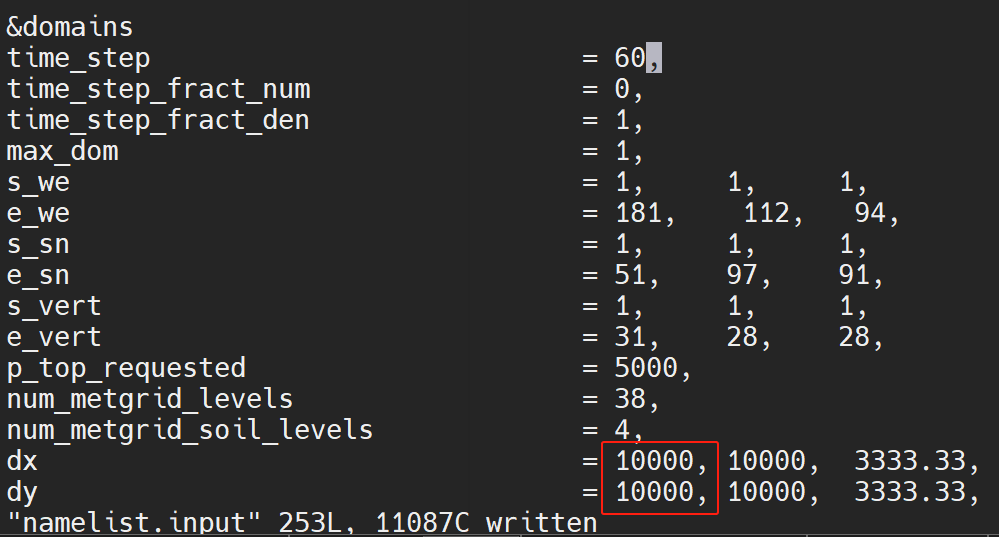 &domains
time_step = 60,
time_step_fract_num = 0,
time_step_fract_den = 1,
max_dom = 1,
s_we = 1, 1, 1,
e_we = 181, 112, 94,
s_sn = 1, 1, 1,
e_sn = 51, 97, 91,
s_vert = 1, 1, 1,
e_vert = 31, 28, 28,
p_top_requested = 5000,
num_metgrid_levels = 38,
num_metgrid_soil_levels = 4,
dx = 10000, 10000, 3333.33,
dy = 10000, 10000, 3333.33,
"namelist.input" 253L, 11087C written